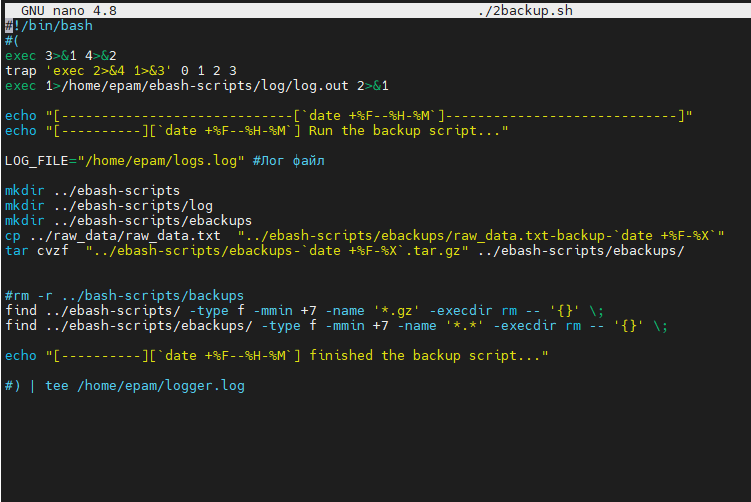 GNU nano 4.8 ./2backup.sh
#!/bin/bash
#(
exec 3>&1 4>&2
trap 'exec 2>&4 1>&3' 0 1 2 3
exec 1>/home/epam/ebash-scripts/log/log.out 2>&1
echo "[-----------------------------[`date +%F--%H-%M`]-----------------------------]"
echo "[----------][`date +%F--%H-%M`] Run the backup script..."
LOG_FILE="/home/epam/logs.log" #Лог файл
mkdir ../ebash-scripts
mkdir ../ebash-scripts/log
mkdir ../ebash-scripts/ebackups
cp ../raw_data/raw_data.txt  "../ebash-scripts/ebackups/raw_data.txt-backup-`date +%F-%X`"
tar cvzf  "../ebash-scripts/ebackups-`date +%F-%X`.tar.gz" ../ebash-scripts/ebackups/
#rm -r ../bash-scripts/backups
find ../ebash-scripts/ -type f -mmin +7 -name '*.gz' -execdir rm -- '{}' \;
find ../ebash-scripts/ebackups/ -type f -mmin +7 -name '*.*' -execdir rm -- '{}' \;
echo "[----------][`date +%F--%H-%M`] finished the backup script..."
#) | tee /home/epam/logger.log